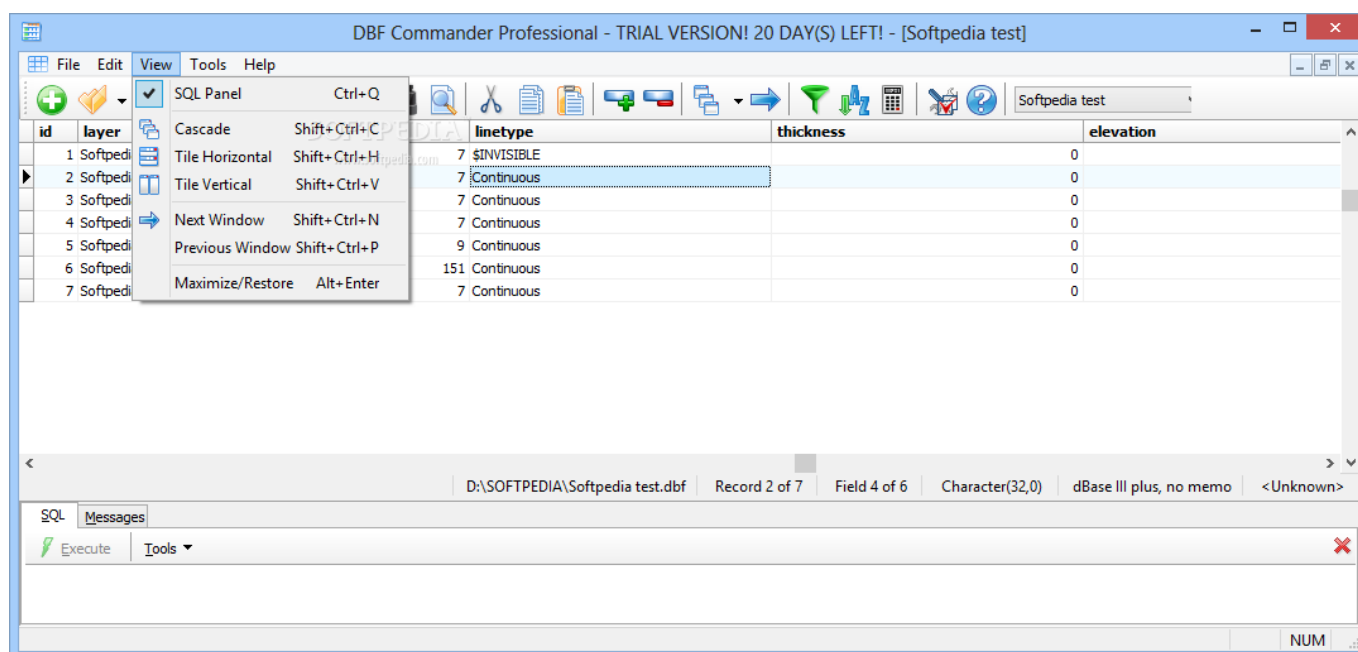 DBF Commander Professional - TRIAL VERSION! 20 DAY(S) LEFT! - [Softpedia test]
File Edit View Tools Help
SQL Panel Ctrl+Q
Cascade Shift+Ctrl+C
Tile Horizontal Shift+Ctrl+H
Tile Vertical Shift+Ctrl+V
Next Window Shift+Ctrl+N
Previous Window Shift+Ctrl+P
Maximize/Restore Alt+Enter
Softpedia test
id layer linetype thickness elevation
1 Softpedi 7 $INVISIBLE 0
2 Softpedi 7 Continuous 0
3 Softpedi 7 Continuous 0
4 Softpedi 7 Continuous 0
5 Softpedi 9 Continuous 0
6 Softpedi 151 Continuous 0
7 Softpedi 7 Continuous 0
D:\SOFTPEDIA\Softpedia test.dbf Record 2 of 7 Field 4 of 6 Character(32,0) dBase III plus, no memo <Unknown>
SQL Messages
Execute Tools
NUM